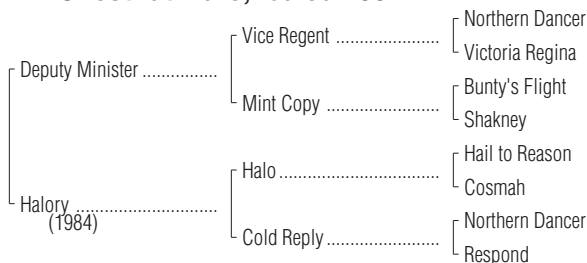 Northern Dancer
Vice Regent ........................
Victoria Regina
Deputy Minister .................
Bunty's Flight
Mint Copy ..........................
Shakney
Hail to Reason
Halo.....................................
Cosmah
Halory ................................
(1984)
Northern Dancer
Cold Reply..........................
Respond